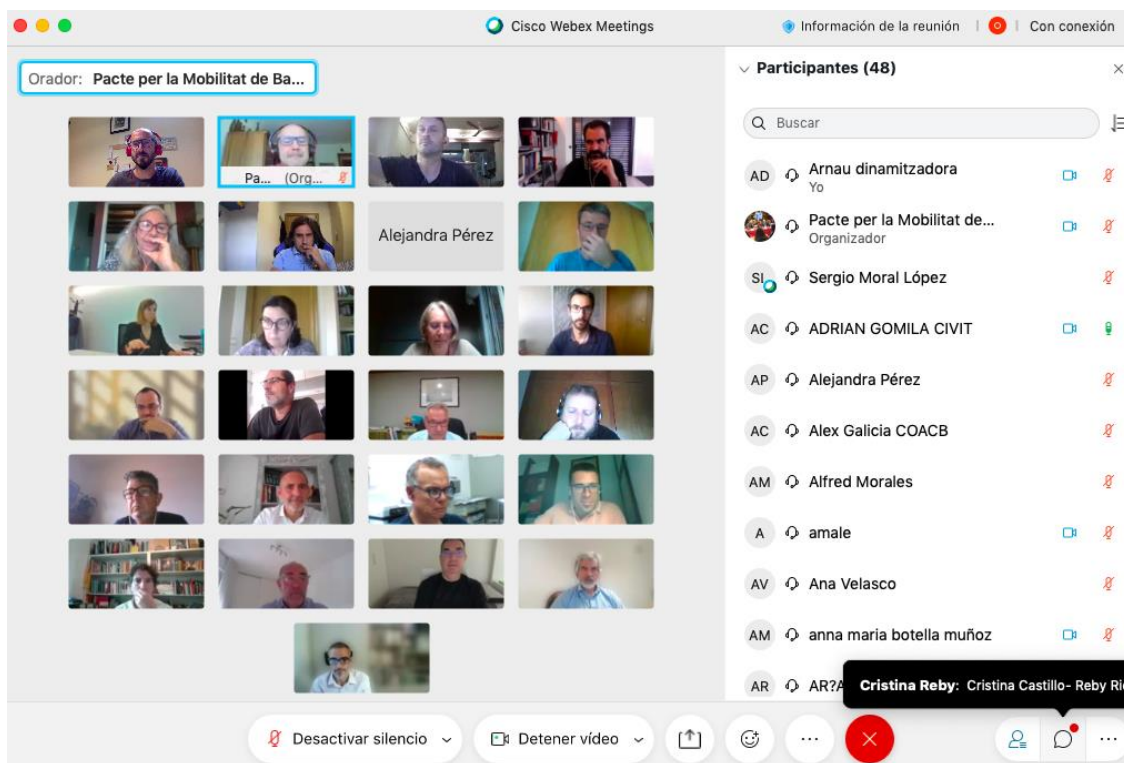 Cisco Webex Meetings
Información de la reunión
Con conexión
Orador: Pacte per la Mobilitat de Ba...
Pa... (Org...
Alejandra Pérez
Participantes (48)
Buscar
AD Arnau dinamitzadora
Yo
Pacte per la Mobilitat de...
Organizador
SL Sergio Moral López
AC ADRIAN GOMILA CIVIT
AP Alejandra Pérez
AC Alex Galicia COACB
AM Alfred Morales
A amale
AV Ana Velasco
AM anna maria botella muñoz
AR AR?A
Cristina Reby: Cristina Castillo- Reby Ri
Desactivar silencio
Detener vídeo